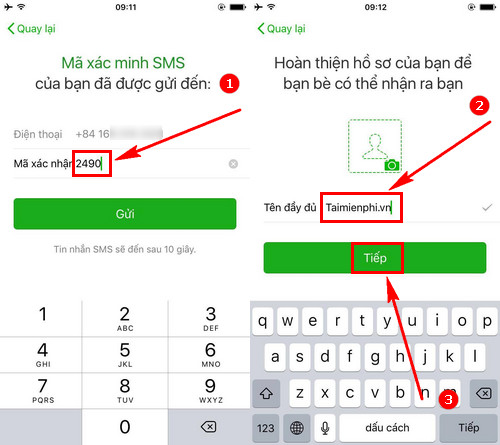 09:11
Quay lại
Mã xác minh SMS
của bạn đã được gửi đến:
1
Điện thoại +84 16
Mã xác nhận 2490
Gửi
Tin nhắn SMS sẽ đến sau 10 giây.
1 2 3
ABC DEF
4 5 6
GHI JKL MNO
7 8 9
PQRS TUV WXYZ
0
09:12
Quay lại
Hoàn thiện hồ sơ của bạn để
bạn bè có thể nhận ra bạn
2
Tên đầy đủ Taimienphi.vn
Tiếp
q w e r t y u i o p
a s d f g h j k l
3
z x c v b n m
123 dấu cách Tiếp